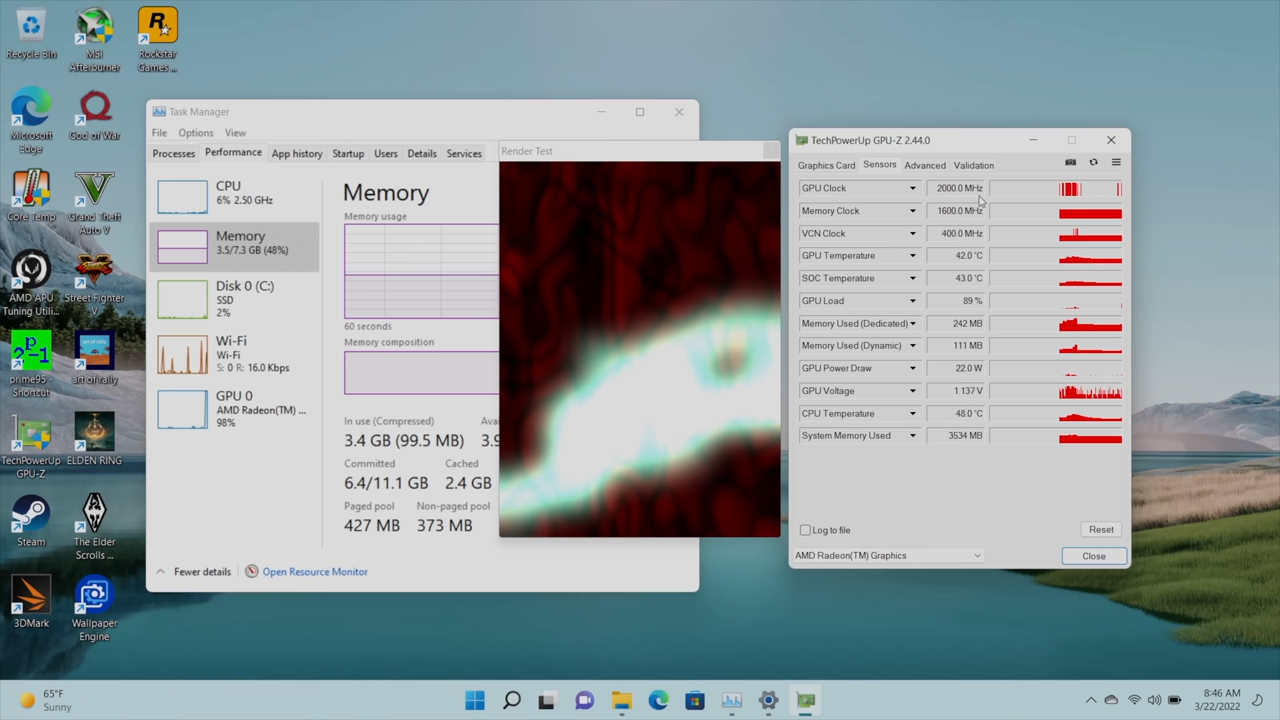 Recycle Bin
MSI
Afterburner
Rockstar
Games ...
Microsoft
Edge
God of War
Core Temp
Grand Theft
Auto V
AMD APU
Tuning Utili...
Street Fighter
V
prime95 -
Shortcut
art of rally
TechPowerUp
GPU-Z
ELDEN RING
Steam
The Elder
Scrolls ...
3DMark
Wallpaper
Engine
Task Manager
File Options View
Processes Performance App history Startup Users Details Services
CPU
6% 2.50 GHz
Memory
3.5/7.3 GB (48%)
Disk 0 (C:)
SSD
2%
Wi-Fi
Wi-Fi
S: 0 R: 16.0 Kbps
GPU 0
AMD Radeon(TM) ...
98%
Memory
Memory usage
60 seconds
Memory composition
In use (Compressed)
3.4 GB (99.5 MB)
Committed Cached
6.4/11.1 GB 2.4 GB
Paged pool Non-paged pool
427 MB 373 MB
Fewer details Open Resource Monitor
Render Test
TechPowerUp GPU-Z 2.44.0
Graphics Card Sensors Advanced Validation
GPU Clock 2000.0 MHz
Memory Clock 1600.0 MHz
VCN Clock 400.0 MHz
GPU Temperature 42.0 °C
SOC Temperature 43.0 °C
GPU Load 89 %
Memory Used (Dedicated) 242 MB
Memory Used (Dynamic) 111 MB
GPU Power Draw 22.0 W
GPU Voltage 1.137 V
CPU Temperature 48.0 °C
System Memory Used 3534 MB
Log to file Reset
AMD Radeon(TM) Graphics Close
65°F
Sunny
8:46 AM
3/22/2022